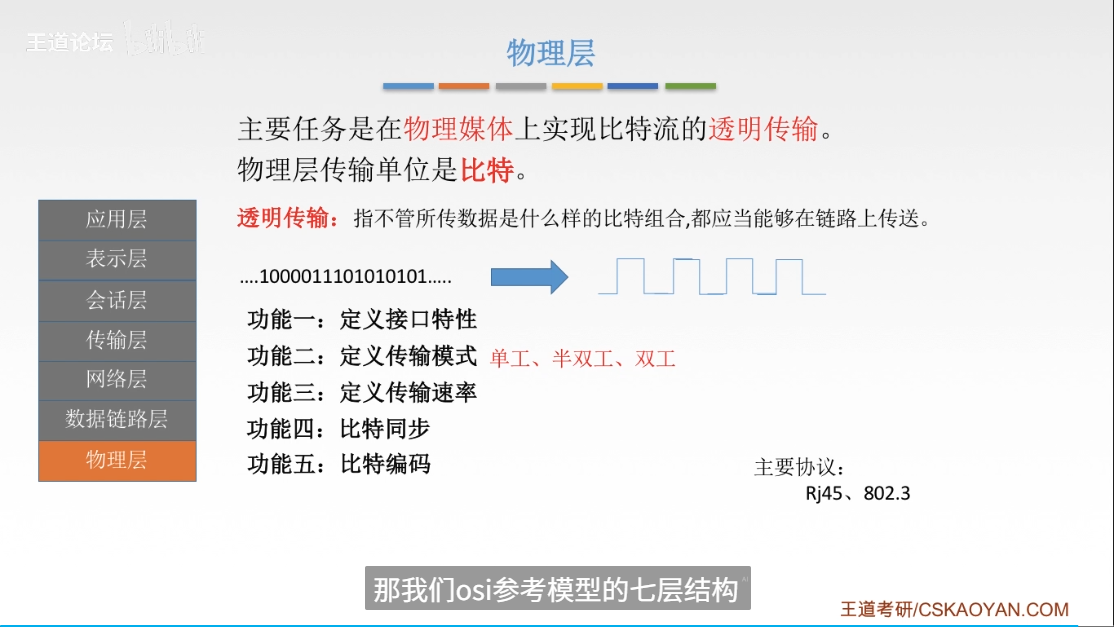 王道论坛
物理层
主要任务是在物理媒体上实现比特流的透明传输。
物理层传输单位是比特。
透明传输：指不管所传数据是什么样的比特组合,都应当能够在链路上传送。
应用层
表示层
会话层
传输层
网络层
数据链路层
物理层
....1000011101010101.....
功能一：定义接口特性
功能二：定义传输模式 单工、半双工、双工
功能三：定义传输速率
功能四：比特同步
功能五：比特编码
主要协议：
Rj45、802.3
那我们osi参考模型的七层结构
王道考研/CSKAOYAN.COM